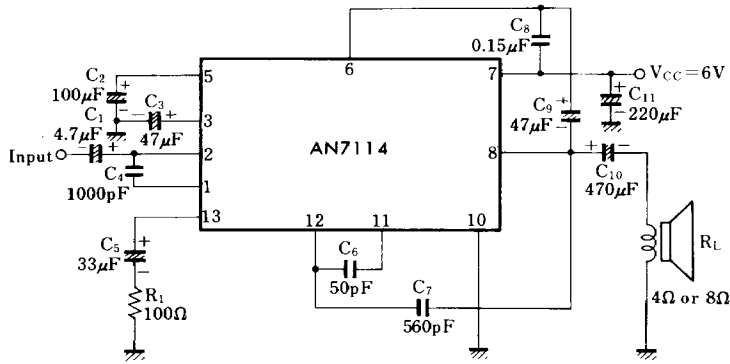 C8
0.15μF
6
7
VCC=6V
C2
100μF
5
C11
220μF
C3
47μF
3
C9
47μF
C1
4.7μF
AN7114
Input
2
8
C4
1000pF
1
C10
470μF
13
12
11
10
C5
33μF
C6
50pF
RL
4Ω or 8Ω
R1
100Ω
C7
560pF